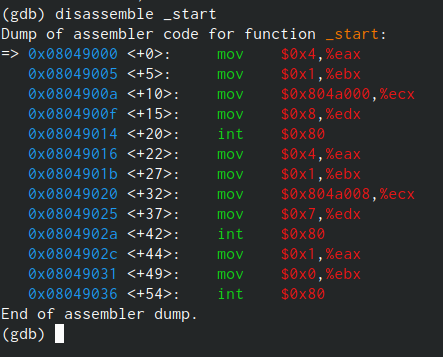 (gdb) disassemble _start
Dump of assembler code for function _start:
=> 0x08049000 <+0>:     mov    $0x4,%eax
   0x08049005 <+5>:     mov    $0x1,%ebx
   0x0804900a <+10>:    mov    $0x804a000,%ecx
   0x0804900f <+15>:    mov    $0x8,%edx
   0x08049014 <+20>:    int    $0x80
   0x08049016 <+22>:    mov    $0x4,%eax
   0x0804901b <+27>:    mov    $0x1,%ebx
   0x08049020 <+32>:    mov    $0x804a008,%ecx
   0x08049025 <+37>:    mov    $0x7,%edx
   0x0804902a <+42>:    int    $0x80
   0x0804902c <+44>:    mov    $0x1,%eax
   0x08049031 <+49>:    mov    $0x0,%ebx
   0x08049036 <+54>:    int    $0x80
End of assembler dump.
(gdb)